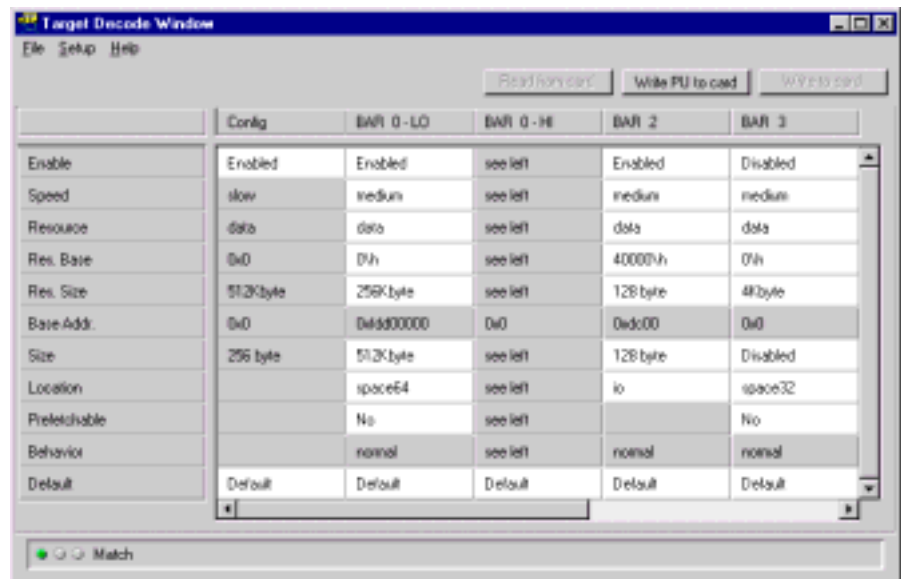 Target Decode Window
File Setup Help
Read from card Write PU to card Write to card
Config BAR 0 - LO BAR 0 - HI BAR 2 BAR 3
Enable Enabled Enabled see left Enabled Disabled
Speed slow medium see left medium medium
Resource data data see left data data
Res. Base 0x0 0\h see left 40000\h 0\h
Res. Size 512Kbyte 256Kbyte see left 128 byte 4Kbyte
Base Addr. 0x0 0xfdd00000 0x0 0xdc00 0x0
Size 256 byte 512Kbyte see left 128 byte Disabled
Location space64 see left io space32
Prefetchable No see left No
Behavior normal see left normal normal
Default Default Default Default Default Default
Match